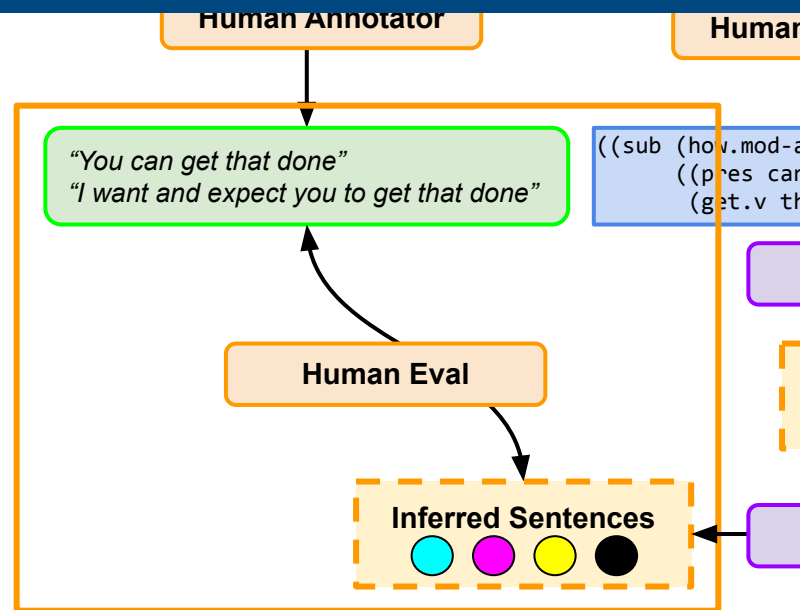 Human Annotator
Human
“You can get that done”
“I want and expect you to get that done”
((sub (how.mod-a
((pres can
(get.v th
Human Eval
Inferred Sentences